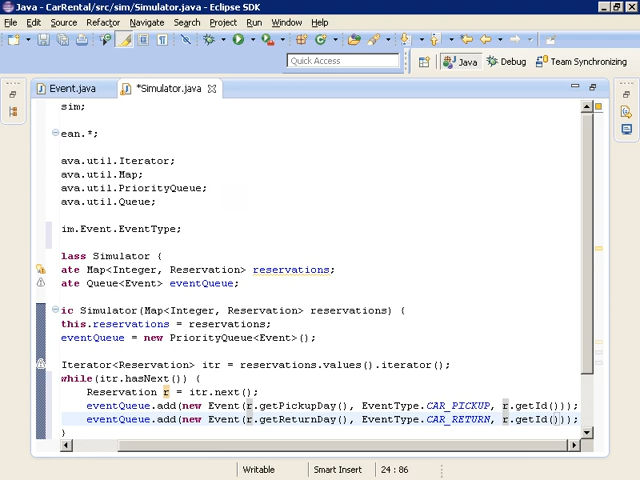 Java - CarRental/src/sim/Simulator.java - Eclipse SDK
File Edit Source Refactor Navigate Search Project Run Window Help
Quick Access
Java Debug Team Synchronizing
Event.java *Simulator.java
sim;
ean.*;
ava.util.Iterator;
ava.util.Map;
ava.util.PriorityQueue;
ava.util.Queue;
im.Event.EventType;
lass Simulator {
ate Map<Integer, Reservation> reservations;
ate Queue<Event> eventQueue;
ic Simulator(Map<Integer, Reservation> reservations) {
this.reservations = reservations;
eventQueue = new PriorityQueue<Event>();
Iterator<Reservation> itr = reservations.values().iterator();
while(itr.hasNext()) {
Reservation r = itr.next();
eventQueue.add(new Event(r.getPickupDay(), EventType.CAR_PICKUP, r.getId()));
eventQueue.add(new Event(r.getReturnDay(), EventType.CAR_RETURN, r.getId()));
}
Writable Smart Insert 24 : 86